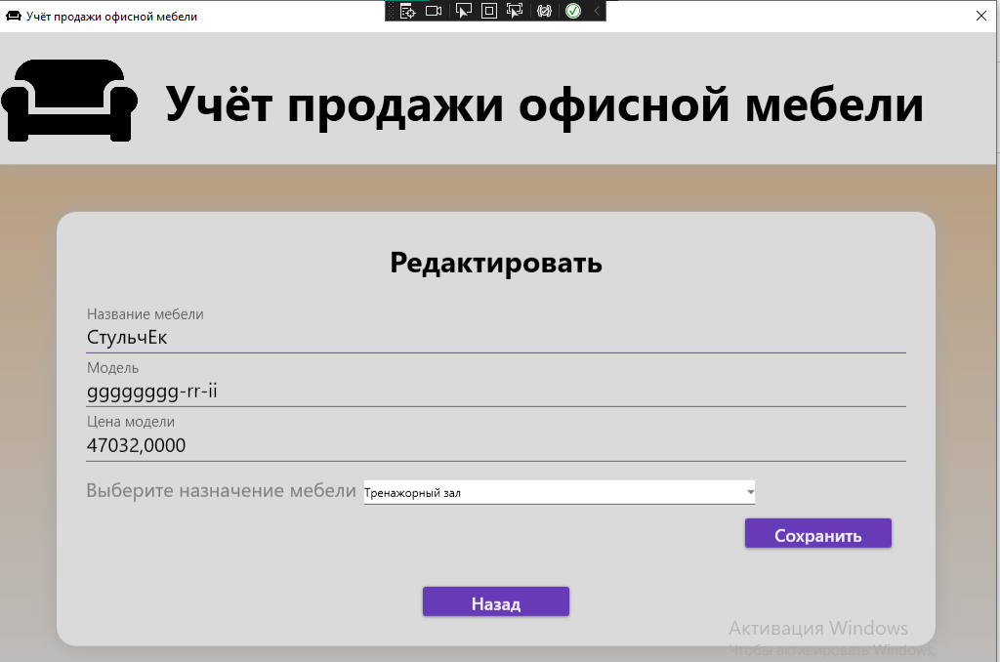 Учёт продажи офисной мебели
Учёт продажи офисной мебели
Редактировать
Название мебели
СтульчЕк
Модель
gggggggg-rr-ii
Цена модели
47032,0000
Выберите назначение мебели Тренажорный зал
Сохранить
Назад
Активация Windows
Чтобы активировать Windows,